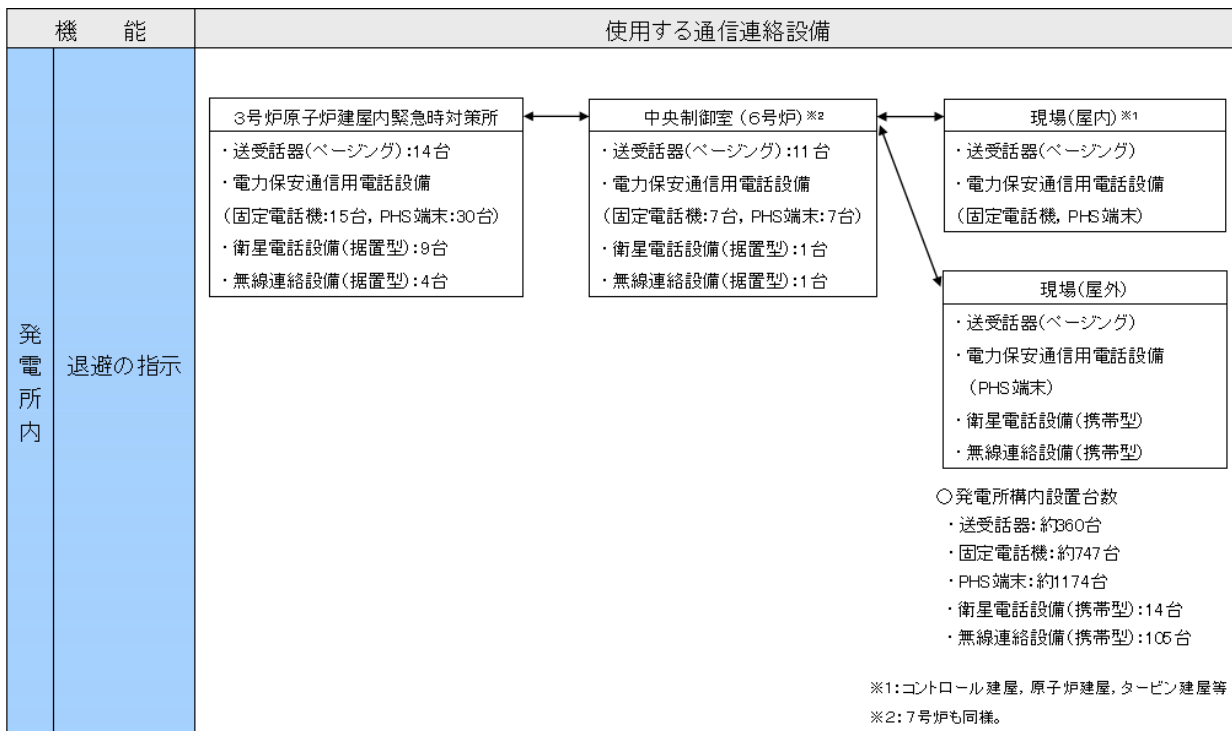 機　能
使用する通信連絡設備
発電所内
退避の指示
3号炉原子炉建屋内緊急時対策所
・送受話器(ページング):14台
・電力保安通信用電話設備
(固定電話機:15台, PHS端末:30台)
・衛星電話設備(据置型):9台
・無線連絡設備(据置型):4台
中央制御室(6号炉)※2
・送受話器(ページング):11台
・電力保安通信用電話設備
(固定電話機:7台, PHS端末:7台)
・衛星電話設備(据置型):1台
・無線連絡設備(据置型):1台
現場(屋内)※1
・送受話器(ページング)
・電力保安通信用電話設備
(固定電話機, PHS端末)
現場(屋外)
・送受話器(ページング)
・電力保安通信用電話設備
(PHS端末)
・衛星電話設備(携帯型)
・無線連絡設備(携帯型)
○発電所構内設置台数
・送受話器:約360台
・固定電話機:約747台
・PHS端末:約1174台
・衛星電話設備(携帯型):14台
・無線連絡設備(携帯型):105台
※1:コントロール建屋, 原子炉建屋, タービン建屋等
※2:7号炉も同様。